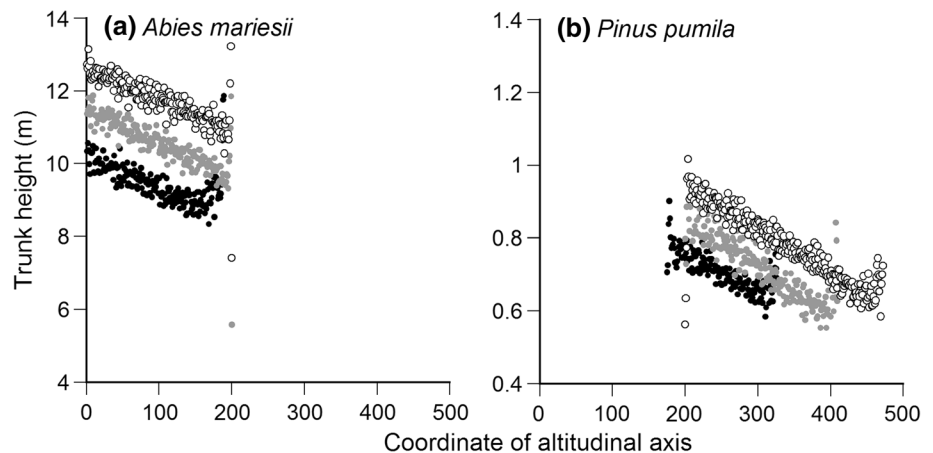 (a) Abies mariesii
(b) Pinus pumila
Trunk height (m)
14
12
10
8
6
4
0 100 200 300 400 500
1.4
1.2
1
0.8
0.6
0.4
0 100 200 300 400 500
Coordinate of altitudinal axis